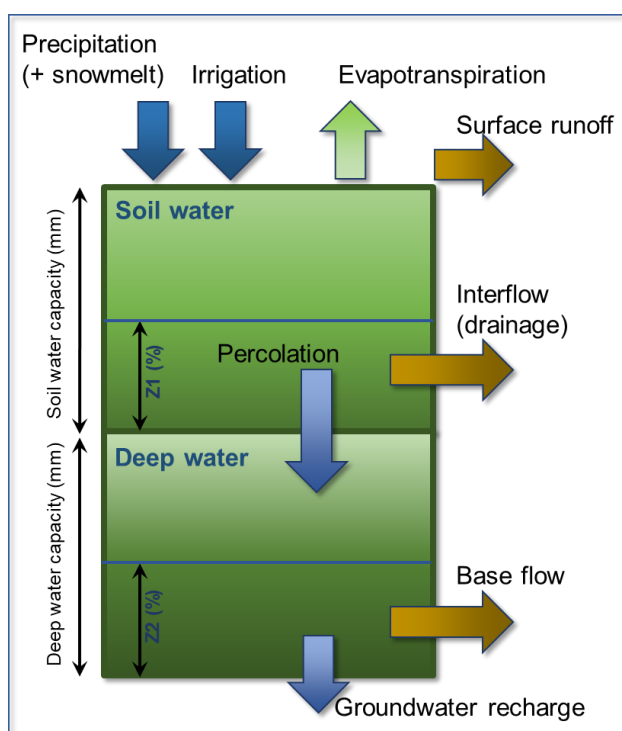 Precipitation
(+ snowmelt)
Irrigation
Evapotranspiration
Surface runoff
Soil water
Soil water capacity (mm)
Interflow
(drainage)
Percolation
Z1 (%)
Deep water
Deep water capacity (mm)
Base flow
Z2 (%)
Groundwater recharge